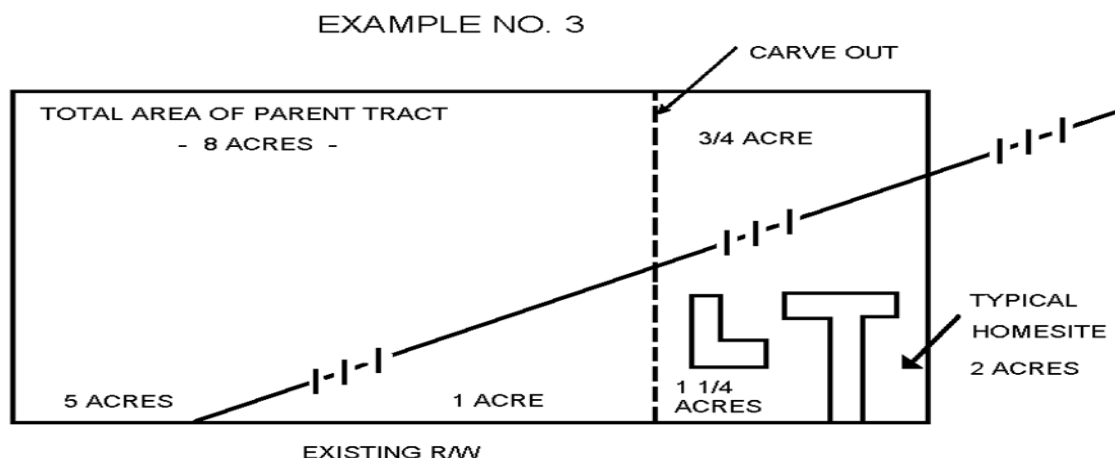 EXAMPLE NO. 3
CARVE OUT
TOTAL AREA OF PARENT TRACT
- 8 ACRES -
3/4 ACRE
TYPICAL
HOMESITE
2 ACRES
1 1/4
ACRES
5 ACRES
1 ACRE
EXISTING R/W